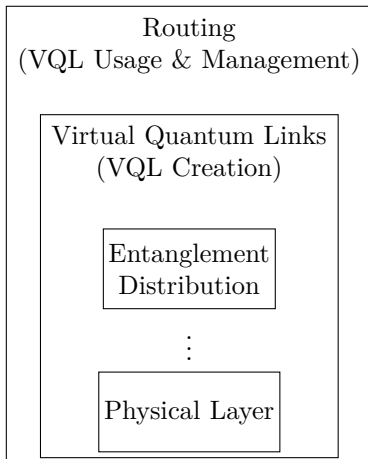 Routing
(VQL Usage & Management)
Virtual Quantum Links
(VQL Creation)
Entanglement
Distribution
⋮
Physical Layer